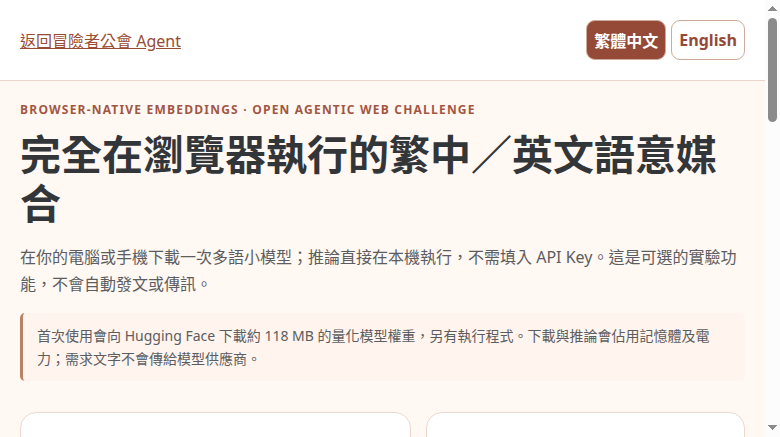 返回冒險者公會 Agent
繁體中文
English
BROWSER-NATIVE EMBEDDINGS · OPEN AGENTIC WEB CHALLENGE
完全在瀏覽器執行的繁中／英文語意媒
合
在你的電腦或手機下載一次多語小模型；推論直接在本機執行，不需填入 API Key。這是可選的實驗功
能，不會自動發文或傳訊。
首次使用會向 Hugging Face 下載約 118 MB 的量化模型權重，另有執行程式。下載與推論會佔用記憶體及電
力；需求文字不會傳給模型供應商。